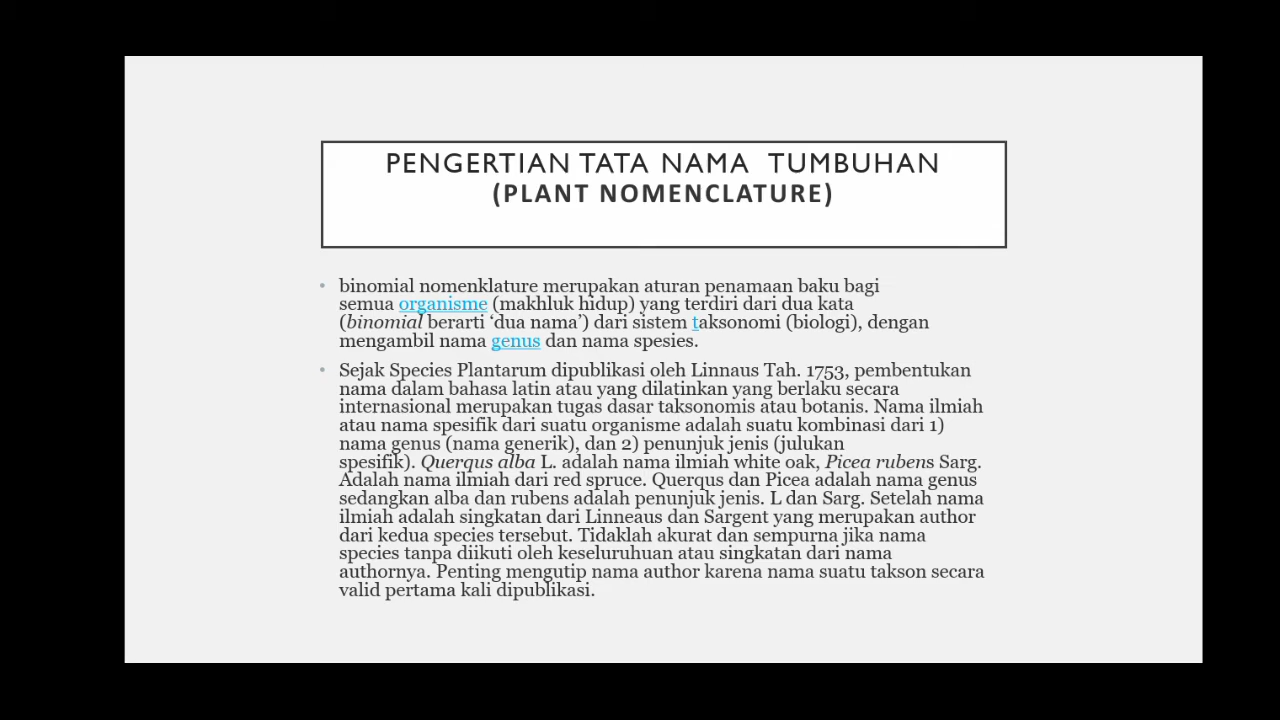 PENGERTIAN TATA NAMA  TUMBUHAN
(PLANT NOMENCLATURE)
• binomial nomenklature merupakan aturan penamaan baku bagi
semua organisme (makhluk hidup) yang terdiri dari dua kata
(binomial berarti ‘dua nama’) dari sistem taksonomi (biologi), dengan
mengambil nama genus dan nama spesies.
• Sejak Species Plantarum dipublikasi oleh Linnaus Tah. 1753, pembentukan
nama dalam bahasa latin atau yang dilatinkan yang berlaku secara
internasional merupakan tugas dasar taksonomis atau botanis. Nama ilmiah
atau nama spesifik dari suatu organisme adalah suatu kombinasi dari 1)
nama genus (nama generik), dan 2) penunjuk jenis (julukan
spesifik). Querqus alba L. adalah nama ilmiah white oak, Picea rubens Sarg.
Adalah nama ilmiah dari red spruce. Querqus dan Picea adalah nama genus
sedangkan alba dan rubens adalah penunjuk jenis. L dan Sarg. Setelah nama
ilmiah adalah singkatan dari Linneaus dan Sargent yang merupakan author
dari kedua species tersebut. Tidaklah akurat dan sempurna jika nama
species tanpa diikuti oleh keseluruhuan atau singkatan dari nama
authornya. Penting mengutip nama author karena nama suatu takson secara
valid pertama kali dipublikasi.